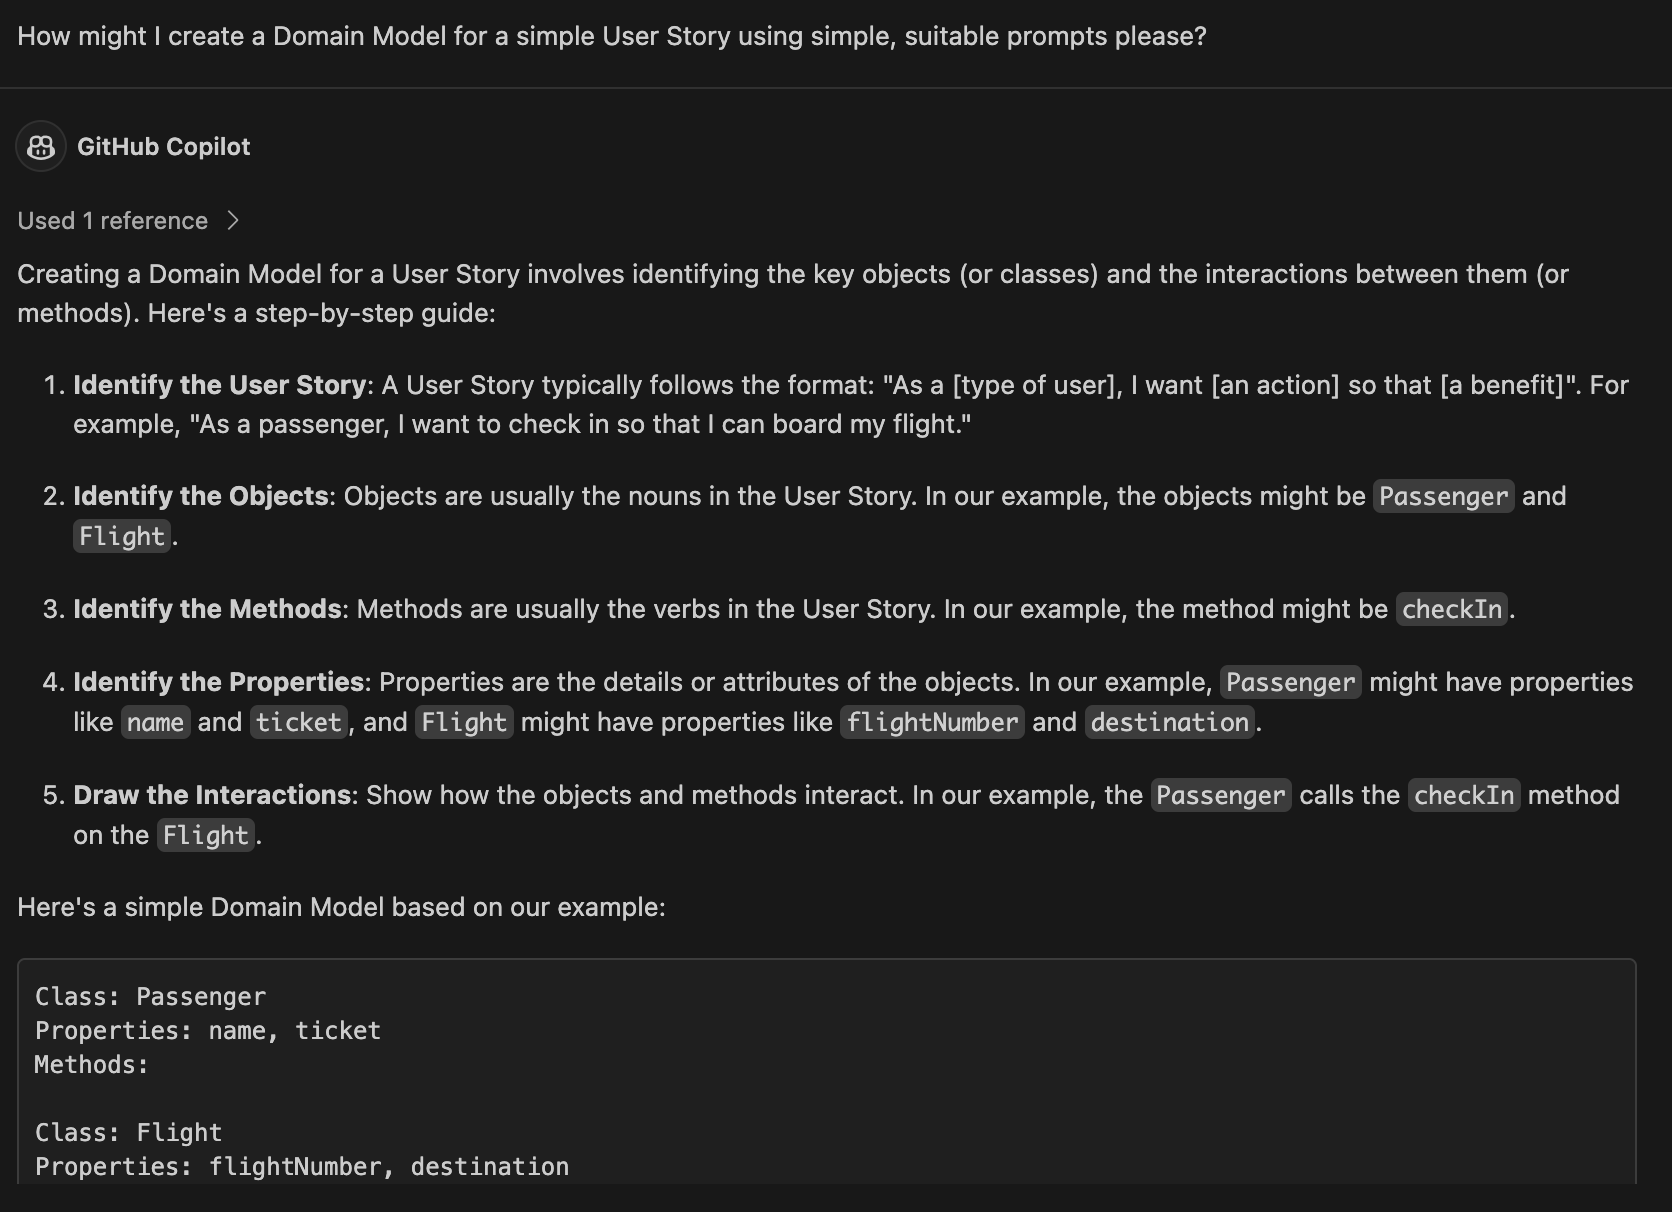 How might I create a Domain Model for a simple User Story using simple, suitable prompts please?
GitHub Copilot
Used 1 reference
Creating a Domain Model for a User Story involves identifying the key objects (or classes) and the interactions between them (or
methods). Here's a step-by-step guide:
1. Identify the User Story: A User Story typically follows the format: "As a [type of user], I want [an action] so that [a benefit]". For
example, "As a passenger, I want to check in so that I can board my flight."
2. Identify the Objects: Objects are usually the nouns in the User Story. In our example, the objects might be Passenger and
Flight.
3. Identify the Methods: Methods are usually the verbs in the User Story. In our example, the method might be checkIn.
4. Identify the Properties: Properties are the details or attributes of the objects. In our example, Passenger might have properties
like name and ticket, and Flight might have properties like flightNumber and destination.
5. Draw the Interactions: Show how the objects and methods interact. In our example, the Passenger calls the checkIn method
on the Flight.
Here's a simple Domain Model based on our example:
Class: Passenger
Properties: name, ticket
Methods:
Class: Flight
Properties: flightNumber, destination